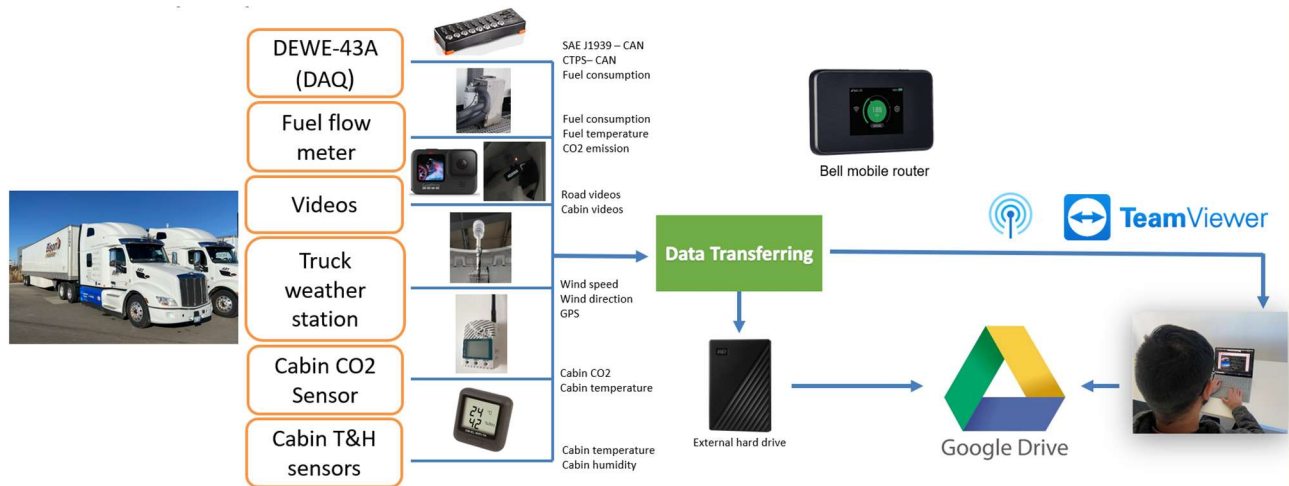 DEWE-43A
(DAQ)
Fuel flow
meter
Videos
Truck
weather
station
Cabin CO2
Sensor
Cabin T&H
sensors
24
42
SAE J1939 – CAN
CTPS– CAN
Fuel consumption
Fuel consumption
Fuel temperature
CO2 emission
Road videos
Cabin videos
Wind speed
Wind direction
GPS
Cabin CO2
Cabin temperature
Cabin temperature
Cabin humidity
Data Transferring
Bell mobile router
TeamViewer
External hard drive
Google Drive